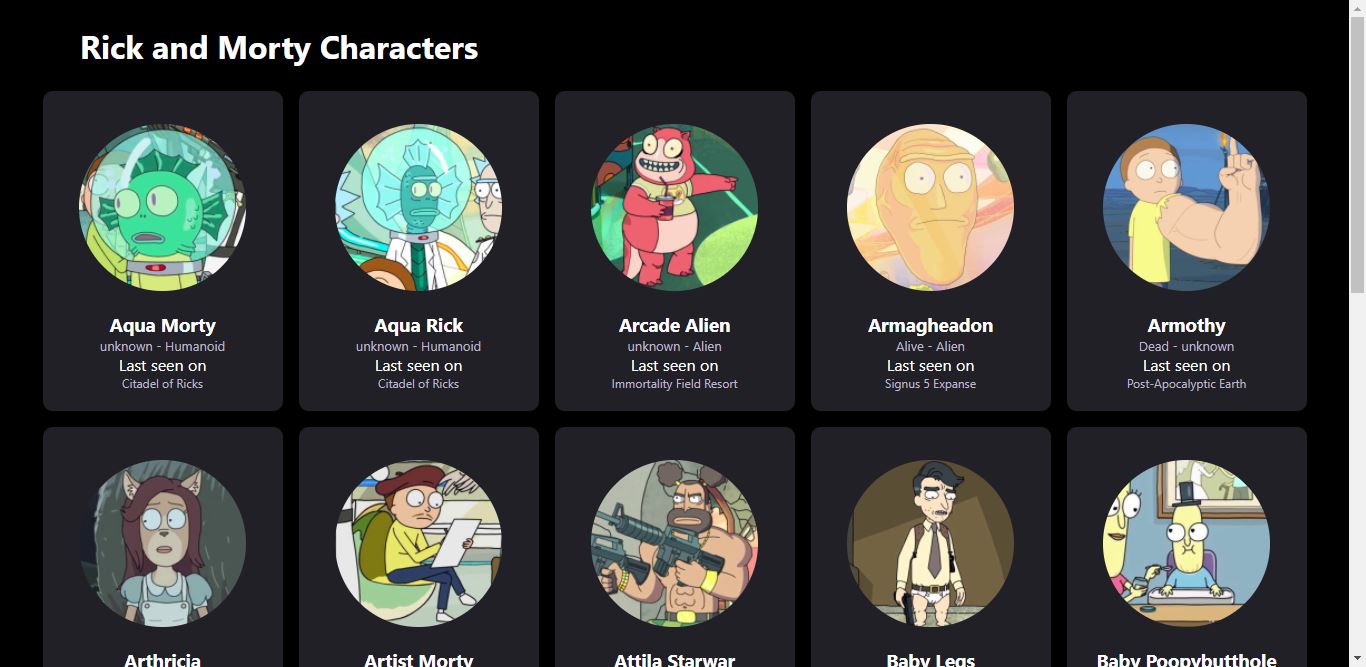 Rick and Morty Characters
Aqua Morty
unknown - Humanoid
Last seen on
Citadel of Ricks
Aqua Rick
unknown - Humanoid
Last seen on
Citadel of Ricks
Arcade Alien
unknown - Alien
Last seen on
Immortality Field Resort
Armagheadon
Alive - Alien
Last seen on
Signus 5 Expanse
Armothy
Dead - unknown
Last seen on
Post-Apocalyptic Earth
Arthricia
Artist Morty
Attila Starwar
Baby Legs
Baby Poopybutthole